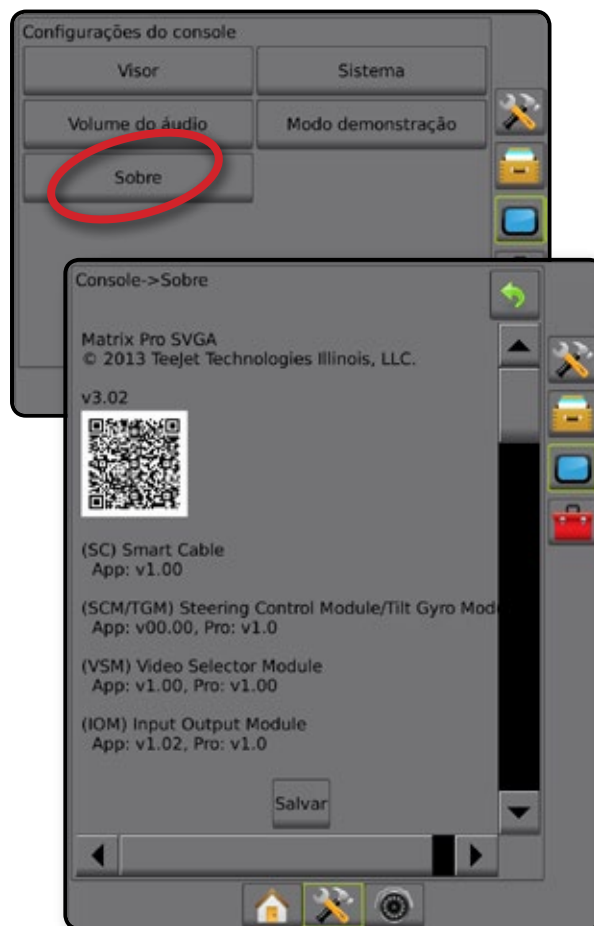 Configurações do console
Visor
Sistema
Volume do áudio
Modo demonstração
Sobre
Console->Sobre
Matrix Pro SVGA
© 2013 TeeJet Technologies Illinois, LLC.
v3.02
(SC) Smart Cable
App: v1.00
(SCM/TGM) Steering Control Module/Tilt Gyro Mod
App: v00.00, Pro: v1.0
(VSM) Video Selector Module
App: v1.00, Pro: v1.00
(IOM) Input Output Module
App: v1.02, Pro: v1.0
Salvar